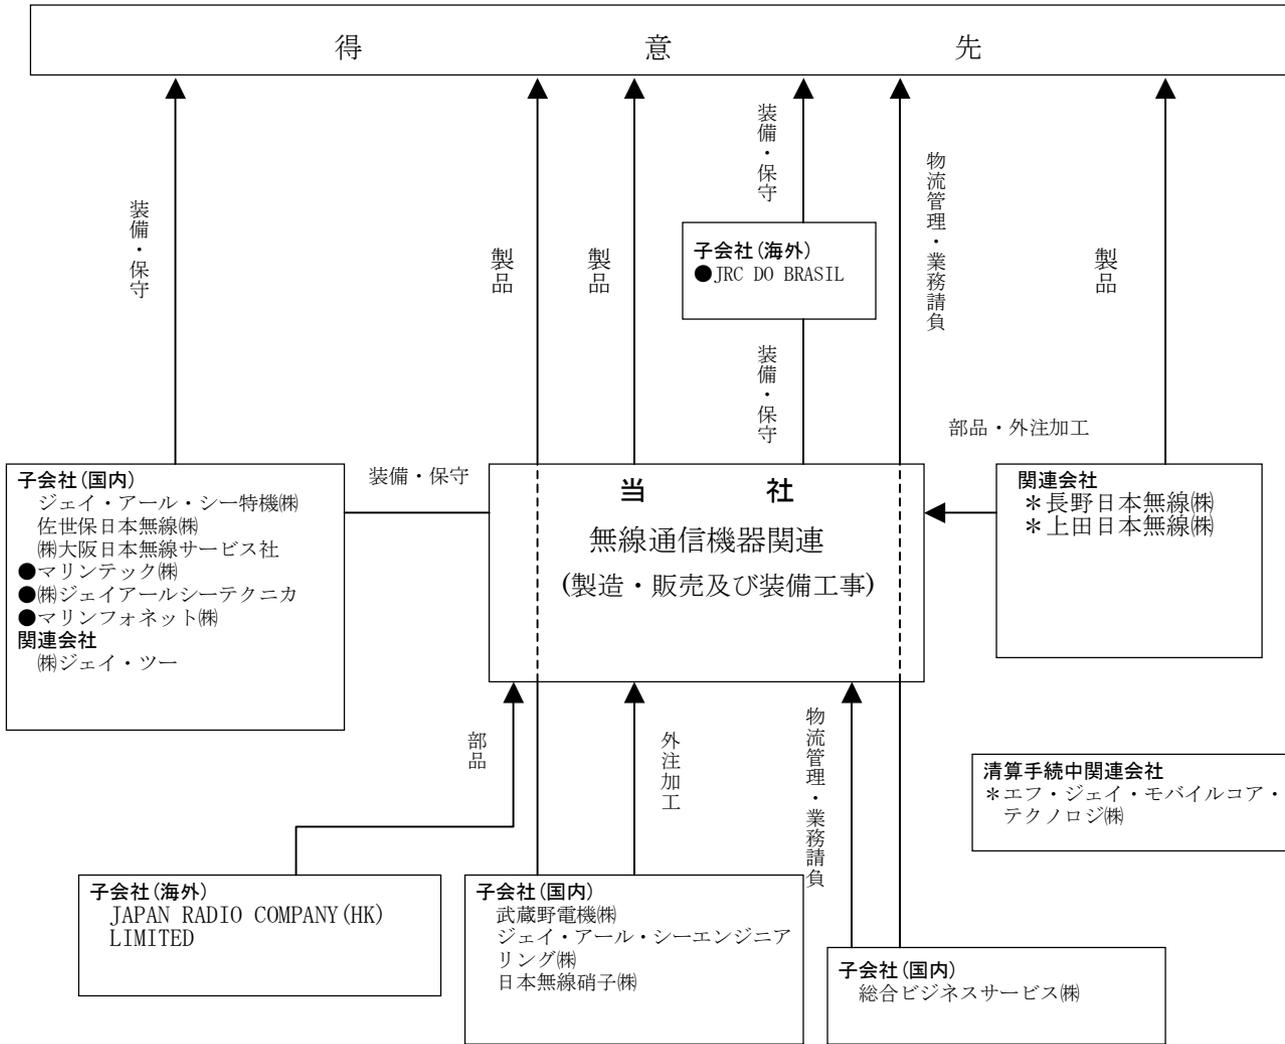 得意先
装備・保守
製品
製品
装備・保守
物流管理・業務請負
製品
子会社(海外)
●JRC DO BRASIL
装備・保守
部品・外注加工
子会社(国内)
ジェイ・アール・シー特機㈱
佐世保日本無線㈱
㈱大阪日本無線サービス社
●マリンテック㈱
●㈱ジェイアールシーテクニカ
●マリンフォネット㈱
関連会社
㈱ジェイ・ツー
装備・保守
当社
無線通信機器関連
(製造・販売及び装備工事)
関連会社
＊長野日本無線㈱
＊上田日本無線㈱
部品
外注加工
物流管理・業務請負
清算手続中関連会社
＊エフ・ジェイ・モバイルコア・
テクノロジ㈱
子会社(海外)
JAPAN RADIO COMPANY(HK)
LIMITED
子会社(国内)
武蔵野電機㈱
ジェイ・アール・シーエンジニア
リング㈱
日本無線硝子㈱
子会社(国内)
総合ビジネスサービス㈱